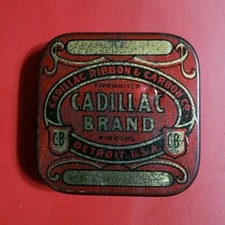 CADILLAC RIBBON & CARBON CO.
TYPEWRITER
CADILLAC
BRAND
RIBBONS
CB
CB
DETROIT, U.S.A.